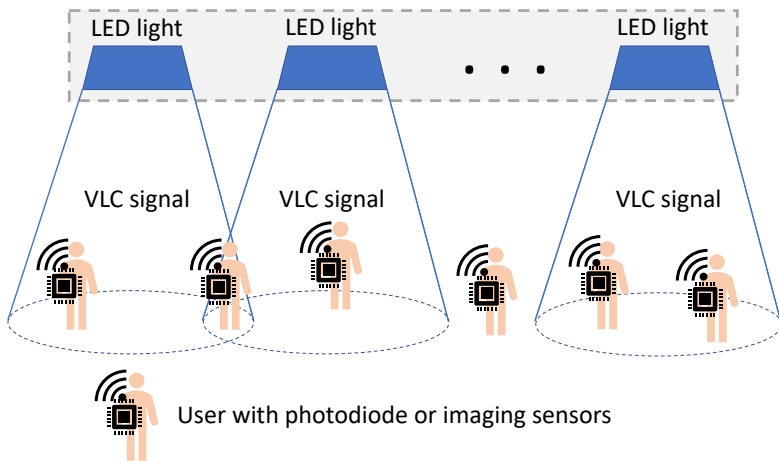 LED light
LED light
LED light
. . .
VLC signal
VLC signal
VLC signal
User with photodiode or imaging sensors